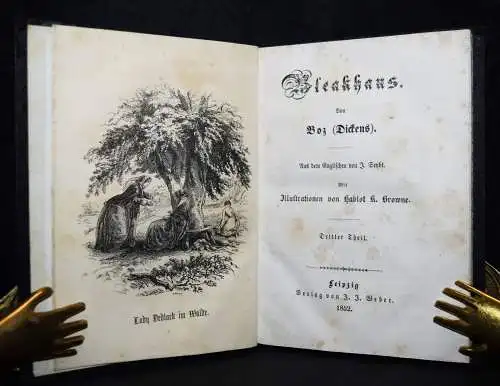 Lady Dedlock im Walde.
Bleakhaus.
Von
Boz (Dickens).
Aus dem Englischen von J. Seybt.
Mit
Illustrationen von Hablot K. Browne.
Dritter Theil.
Leipzig
Verlag von J. J. Weber.
1852.